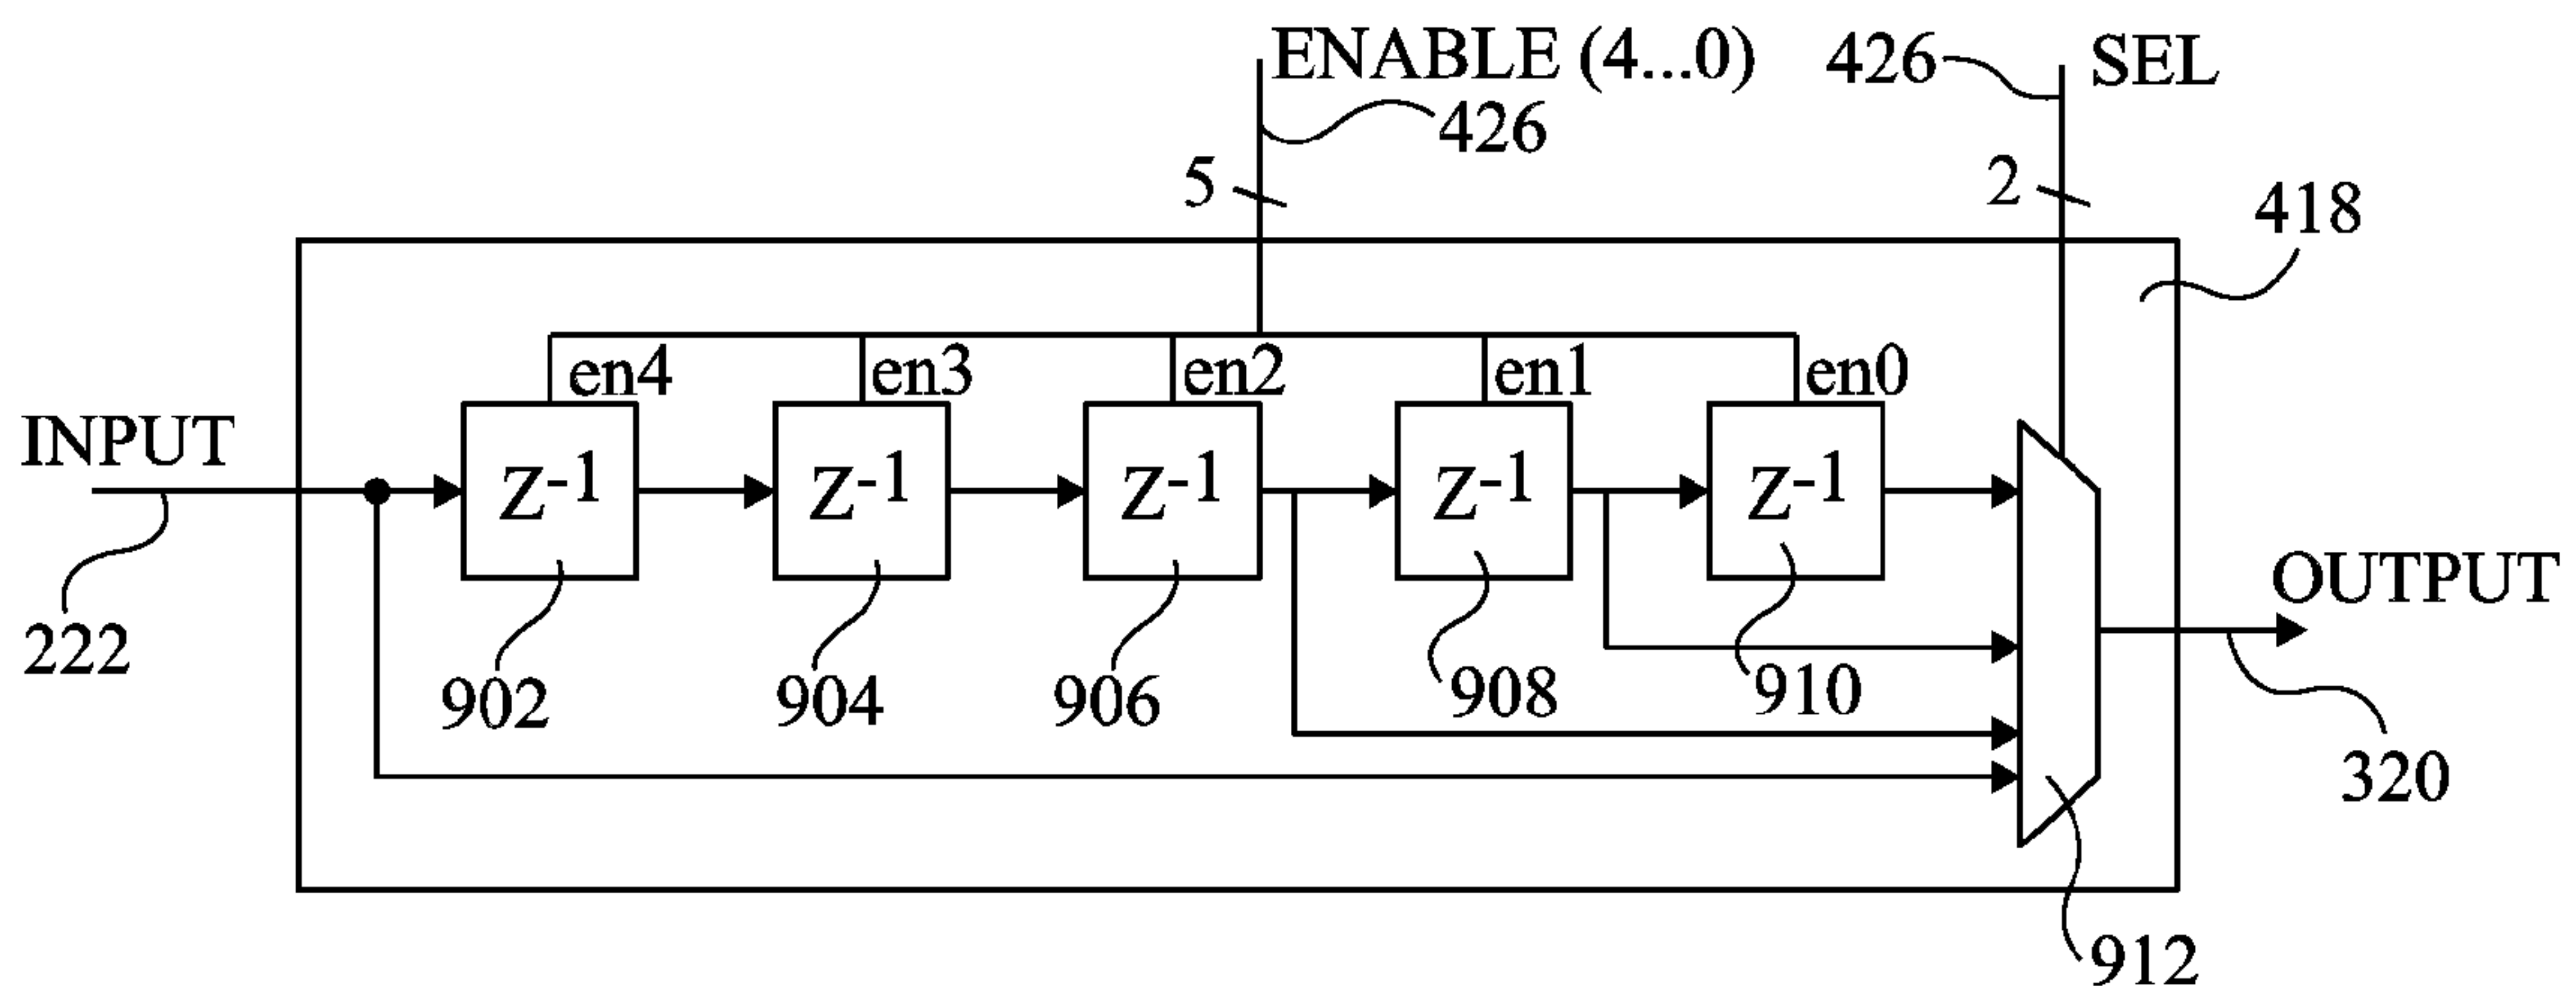 ENABLE (4...0)
426
SEL
426
5
2
418
en4
en3
en2
en1
en0
INPUT
Z-1
Z-1
Z-1
Z-1
Z-1
OUTPUT
222
902
904
906
908
910
320
912